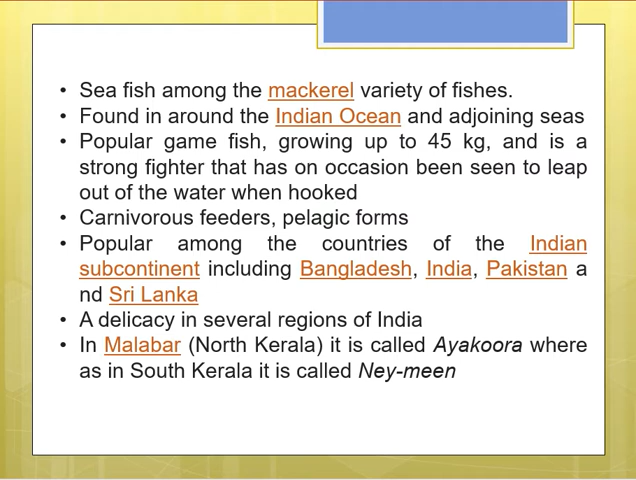 • Sea fish among the mackerel variety of fishes.
• Found in around the Indian Ocean and adjoining seas
• Popular game fish, growing up to 45 kg, and is a
strong fighter that has on occasion been seen to leap
out of the water when hooked
• Carnivorous feeders, pelagic forms
• Popular among the countries of the Indian
subcontinent including Bangladesh, India, Pakistan a
nd Sri Lanka
• A delicacy in several regions of India
• In Malabar (North Kerala) it is called Ayakoora where
as in South Kerala it is called Ney-meen